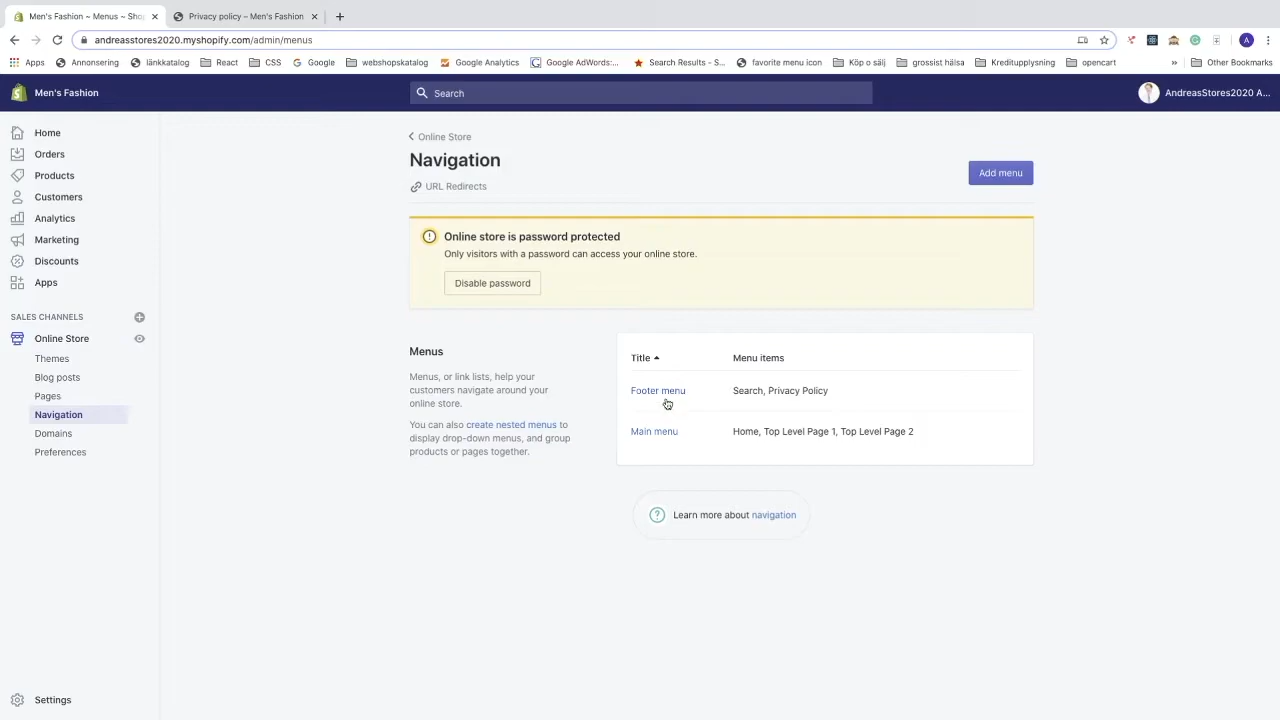 Men's Fashion ~ Menus ~ Shop
Privacy policy – Men's Fashion
andreasstores2020.myshopify.com/admin/menus
A
Apps
Annonsering
länkkatalog
React
CSS
Google
webshopskatalog
Google Analytics
Google AdWords:...
Search Results - S...
favorite menu icon
Köp o sälj
grossist hälsa
Kreditupplysning
opencart
»
Other Bookmarks
Men's Fashion
Search
AndreasStores2020 A...
Home
Orders
Products
Customers
Analytics
Marketing
Discounts
Apps
SALES CHANNELS
Online Store
Themes
Blog posts
Pages
Navigation
Domains
Preferences
Settings
Online Store
Navigation
URL Redirects
Add menu
Online store is password protected
Only visitors with a password can access your online store.
Disable password
Menus
Menus, or link lists, help your
customers navigate around your
online store.
You can also create nested menus to
display drop-down menus, and group
products or pages together.
Title Menu items
Footer menu Search, Privacy Policy
Main menu Home, Top Level Page 1, Top Level Page 2
Learn more about navigation